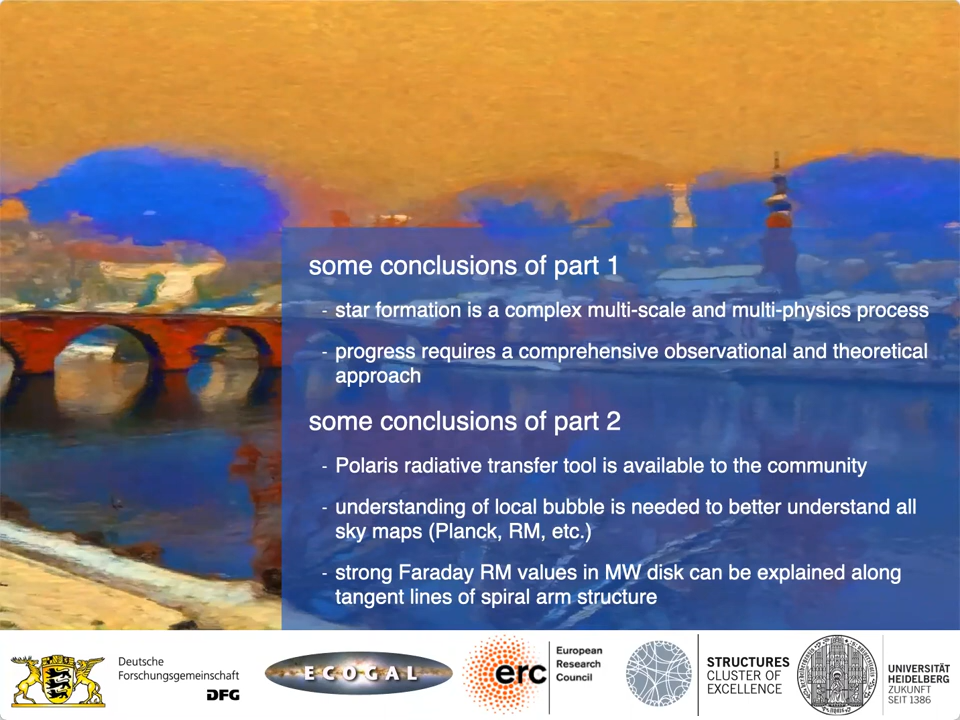 some conclusions of part 1
- star formation is a complex multi-scale and multi-physics process
- progress requires a comprehensive observational and theoretical
approach
some conclusions of part 2
- Polaris radiative transfer tool is available to the community
- understanding of local bubble is needed to better understand all
sky maps (Planck, RM, etc.)
- strong Faraday RM values in MW disk can be explained along
tangent lines of spiral arm structure
Deutsche
Forschungsgemeinschaft
DFG
ECOGAL
erc
European
Research
Council
STRUCTURES
CLUSTER OF
EXCELLENCE
UNIVERSITÄT
HEIDELBERG
ZUKUNFT
SEIT 1386